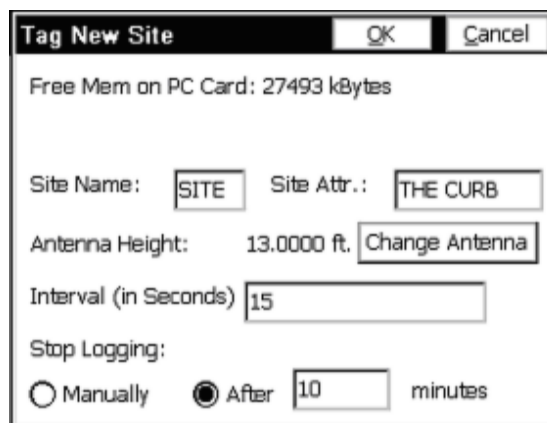 Tag New Site OK Cancel
Free Mem on PC Card: 27493 kBytes
Site Name: SITE Site Attr.: THE CURB
Antenna Height: 13.0000 ft. Change Antenna
Interval (in Seconds) 15
Stop Logging:
Manually After 10 minutes